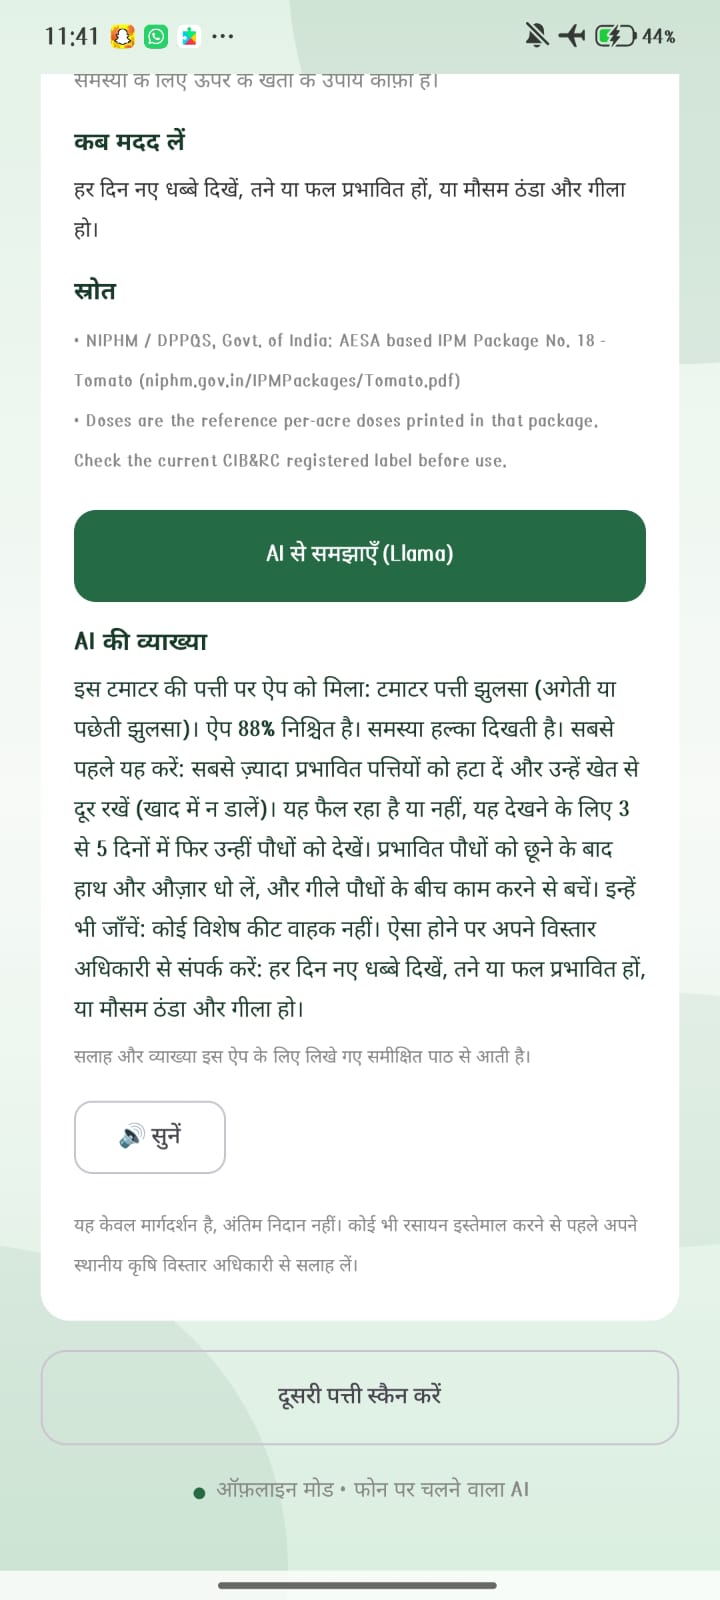 11:41 ... 44%
समस्या के लिए ऊपर के खेती के उपाय काफ़ी हैं।
कब मदद लें
हर दिन नए धब्बे दिखें, तने या फल प्रभावित हों, या मौसम ठंडा और गीला
हो।
स्रोत
• NIPHM / DPPQS, Govt. of India: AESA based IPM Package No. 18 -
Tomato (niphm.gov.in/IPMPackages/Tomato.pdf)
• Doses are the reference per-acre doses printed in that package.
Check the current CIB&RC registered label before use.
AI से समझाएँ (Llama)
AI की व्याख्या
इस टमाटर की पत्ती पर ऐप को मिला: टमाटर पत्ती झुलसा (अगेती या
पछेती झुलसा)। ऐप 88% निश्चित है। समस्या हल्का दिखती है। सबसे
पहले यह करें: सबसे ज़्यादा प्रभावित पत्तियों को हटा दें और उन्हें खेत से
दूर रखें (खाद में न डालें)। यह फैल रहा है या नहीं, यह देखने के लिए 3
से 5 दिनों में फिर उन्हीं पौधों को देखें। प्रभावित पौधों को छूने के बाद
हाथ और औज़ार धो लें, और गीले पौधों के बीच काम करने से बचें। इन्हें
भी जाँचें: कोई विशेष कीट वाहक नहीं। ऐसा होने पर अपने विस्तार
अधिकारी से संपर्क करें: हर दिन नए धब्बे दिखें, तने या फल प्रभावित हों,
या मौसम ठंडा और गीला हो।
सलाह और व्याख्या इस ऐप के लिए लिखे गए समीक्षित पाठ से आती है।
सुनें
यह केवल मार्गदर्शन है, अंतिम निदान नहीं। कोई भी रसायन इस्तेमाल करने से पहले अपने
स्थानीय कृषि विस्तार अधिकारी से सलाह लें।
दूसरी पत्ती स्कैन करें
ऑफ़लाइन मोड • फोन पर चलने वाला AI